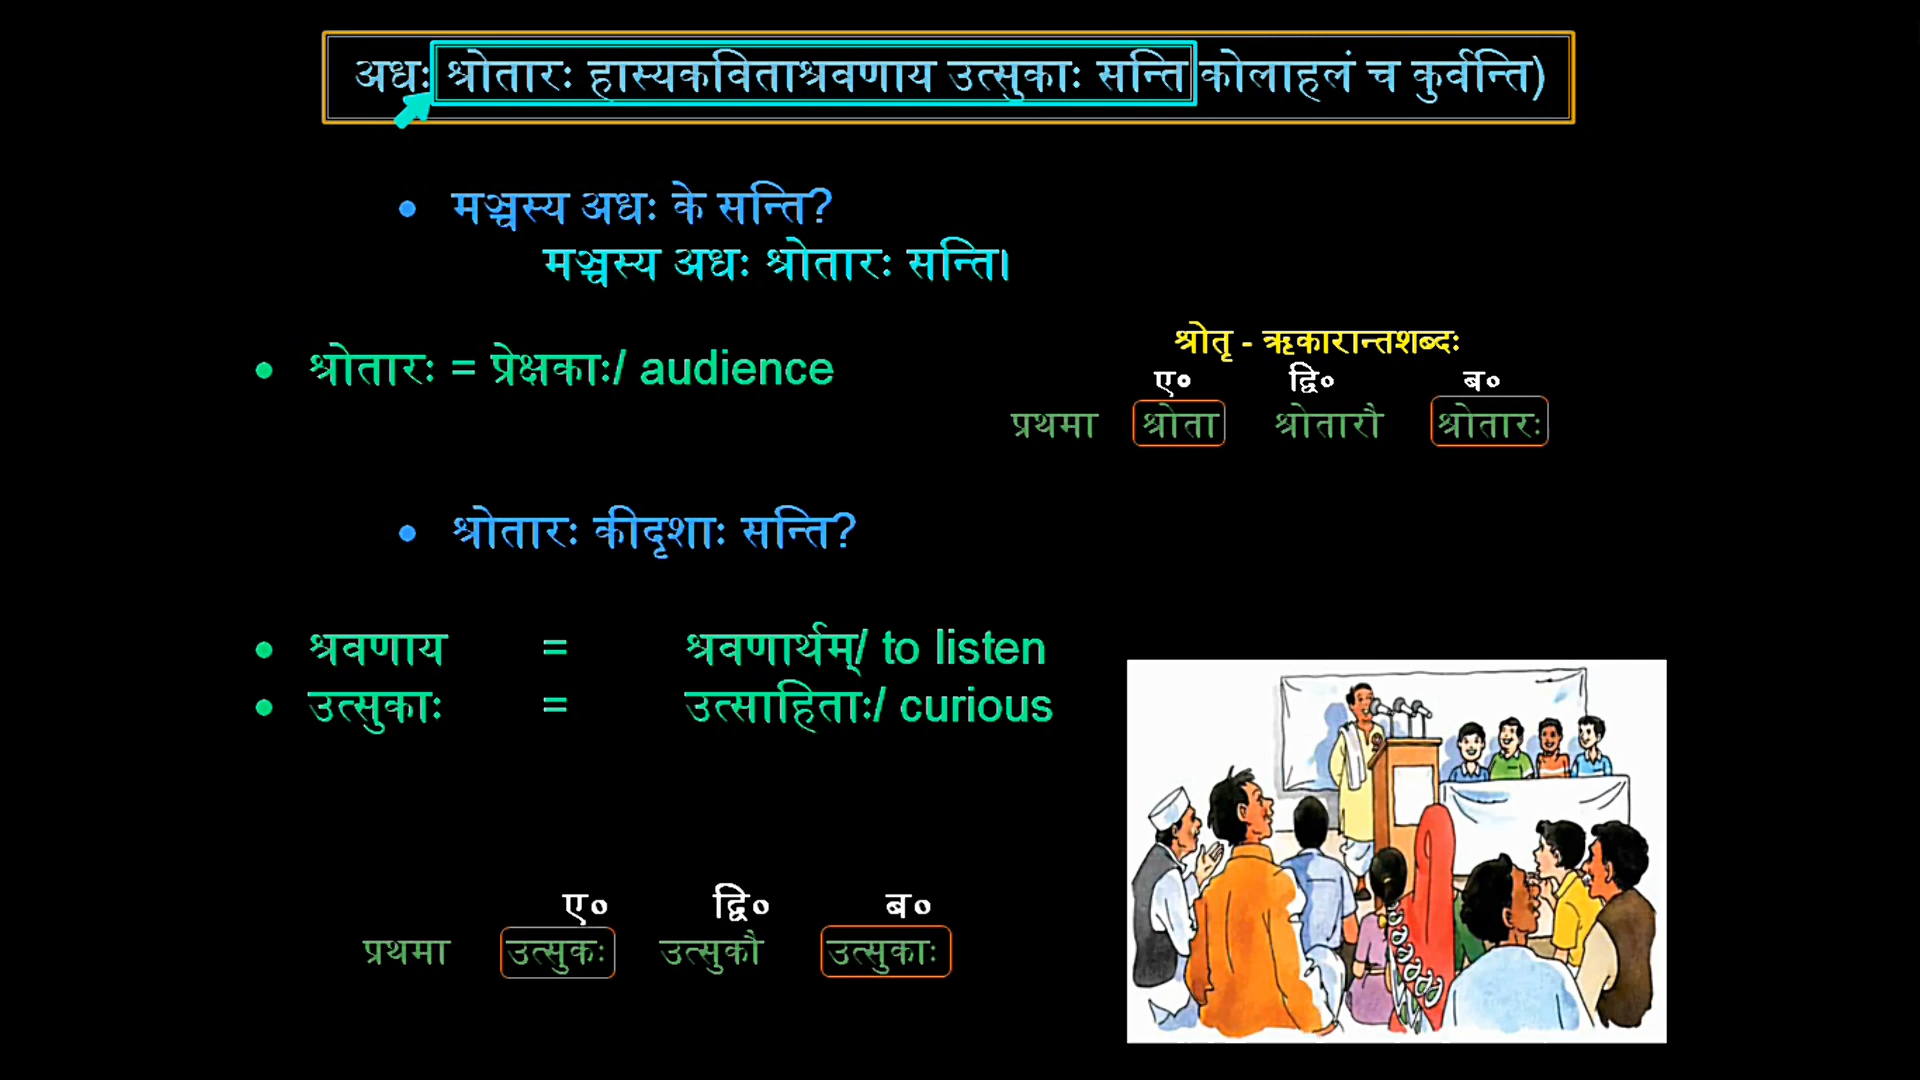 अधः श्रोतारः हास्यकविताश्रवणाय उत्सुकाः सन्ति कोलाहलं च कुर्वन्ति)
• मञ्चस्य अधः के सन्ति?
मञ्चस्य अधः श्रोतारः सन्ति।
• श्रोतारः = प्रेक्षकाः/ audience
श्रोतृ - ऋकारान्तशब्दः
ए० द्वि० ब०
प्रथमा श्रोता श्रोतारौ श्रोतारः
• श्रोतारः कीदृशाः सन्ति?
• श्रवणाय = श्रवणार्थम्/ to listen
• उत्सुकाः = उत्साहिताः/ curious
ए० द्वि० ब०
प्रथमा उत्सुकः उत्सुकौ उत्सुकाः